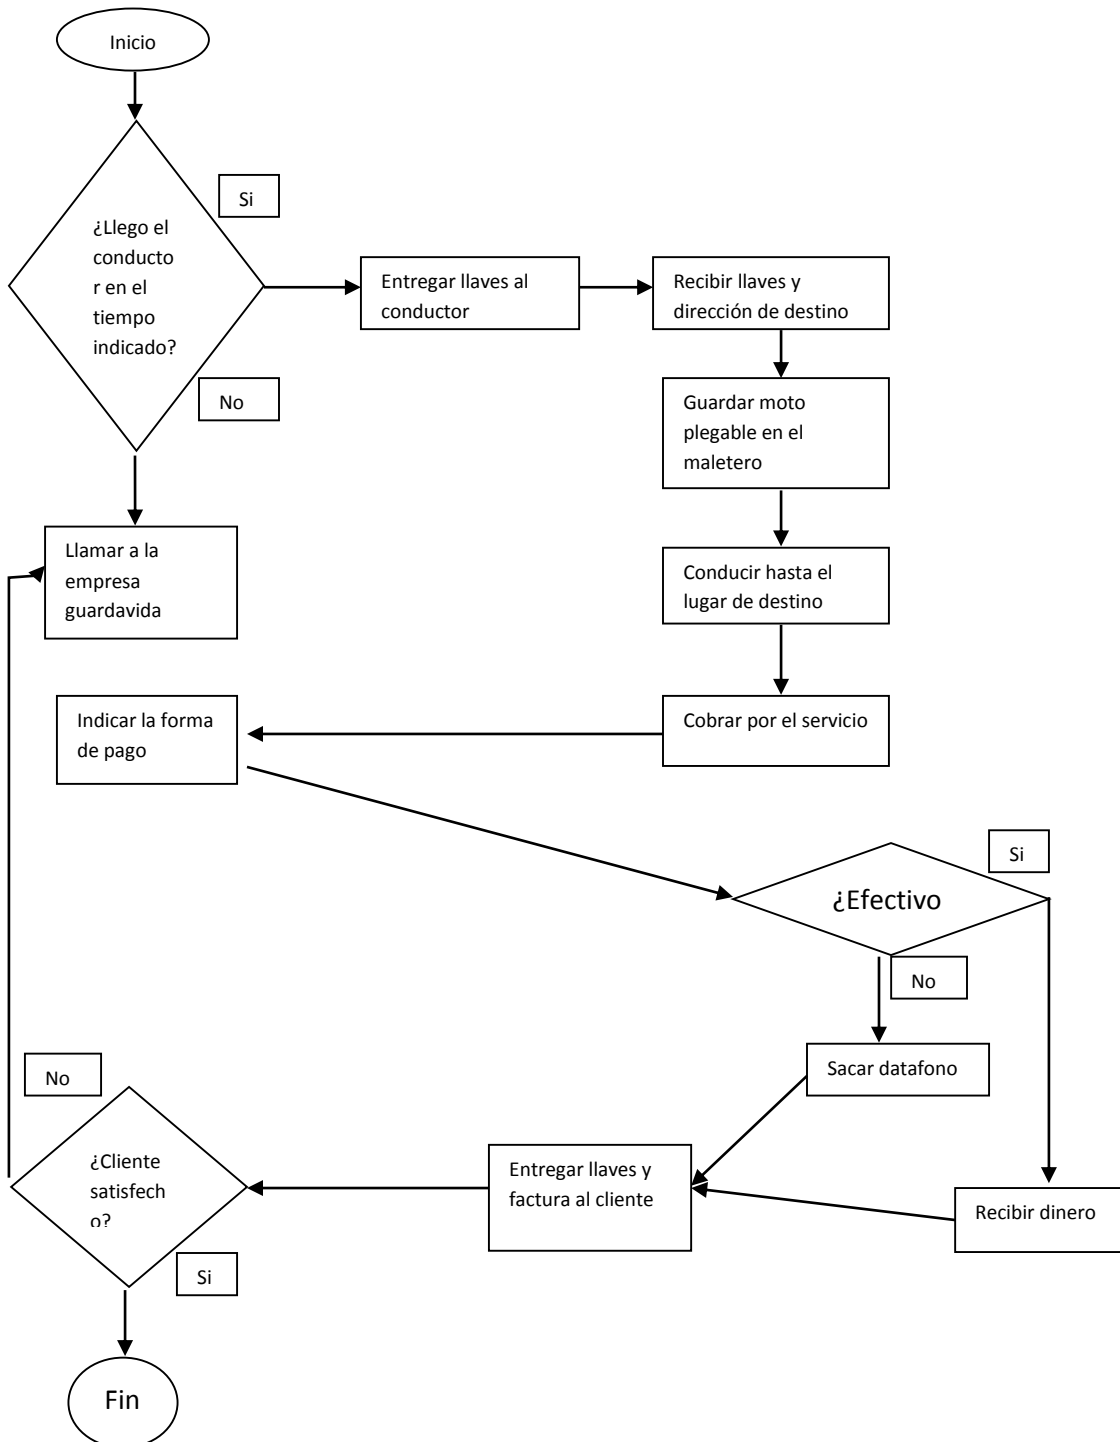 Inicio
Si
¿Llego el
conducto
r en el
tiempo
indicado?
Entregar llaves al
conductor
Recibir llaves y
dirección de destino
No
Guardar moto
plegable en el
maletero
Llamar a la
empresa
guardavida
Conducir hasta el
lugar de destino
Indicar la forma
de pago
Cobrar por el servicio
Si
¿Efectivo
No
Sacar datafono
No
¿Cliente
satisfech
o?
Entregar llaves y
factura al cliente
Recibir dinero
Si
Fin